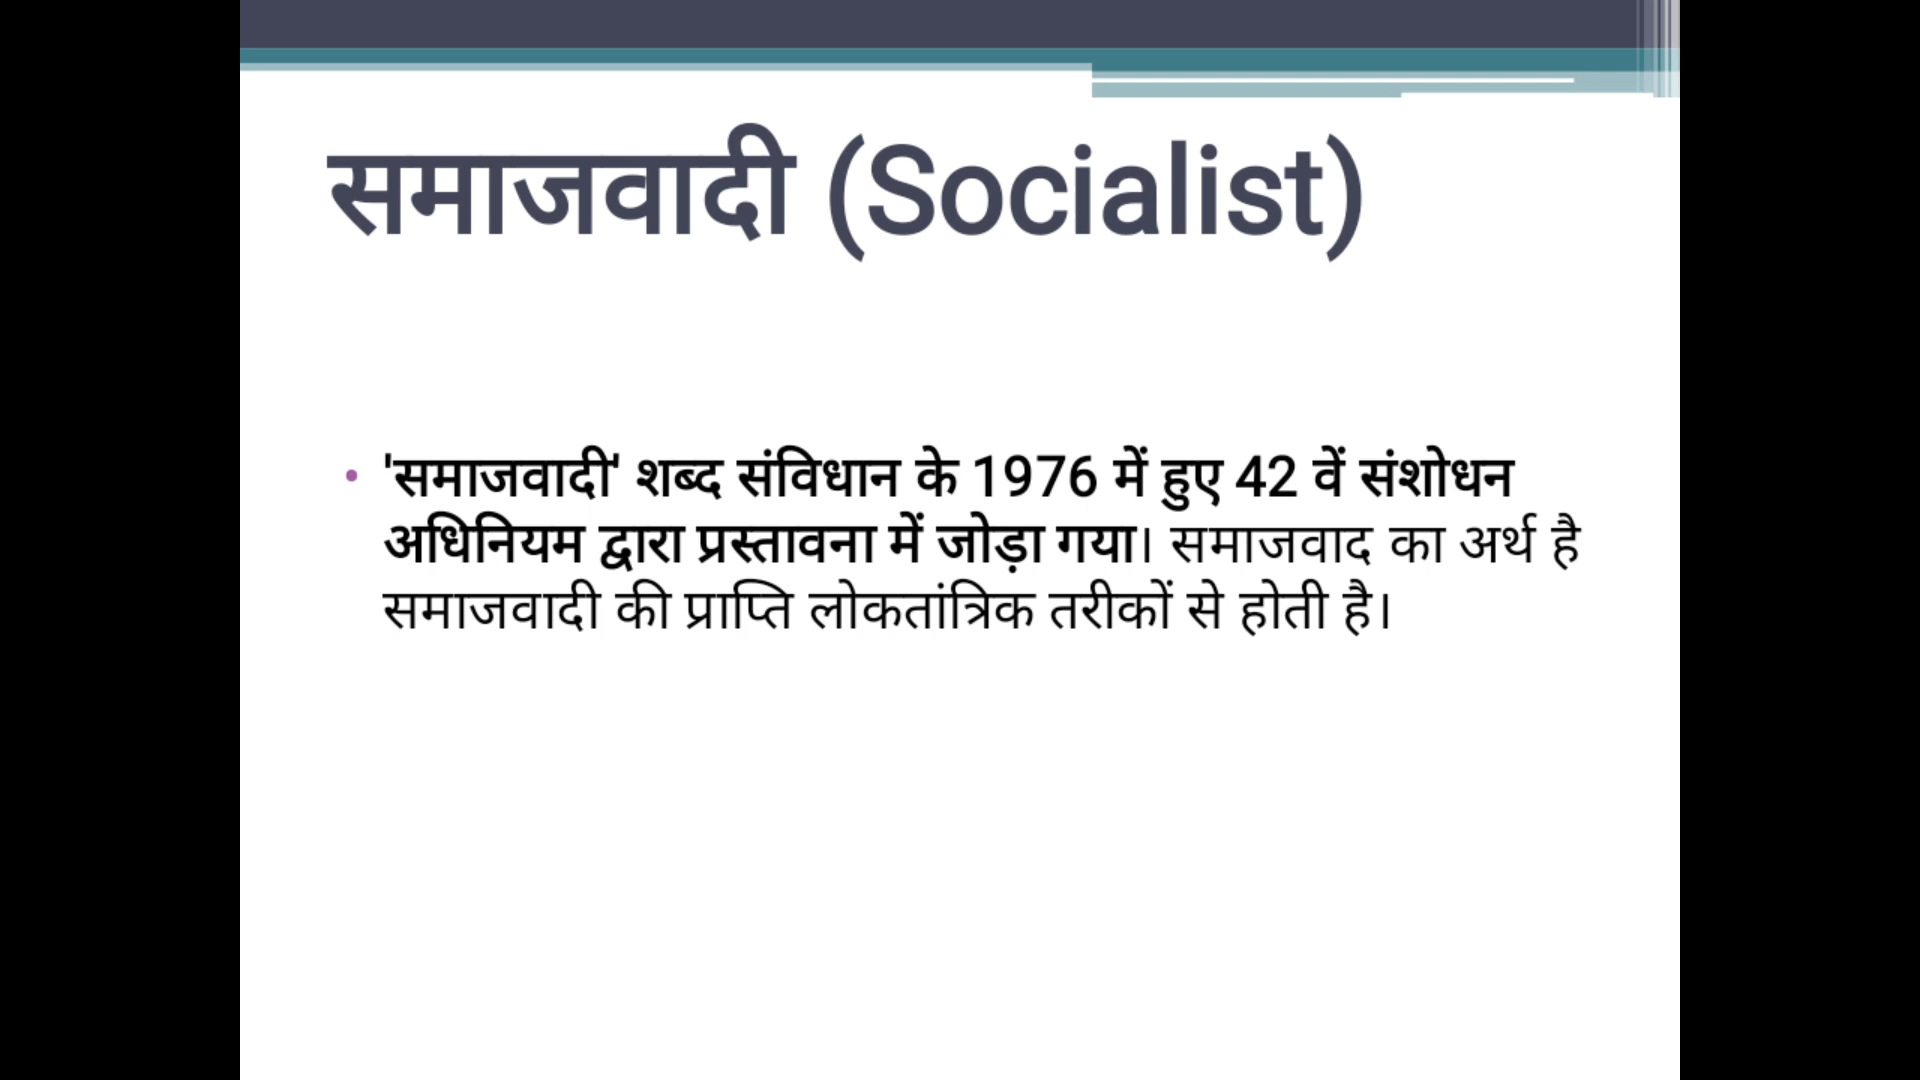 समाजवादी (Socialist)
• 'समाजवादी' शब्द संविधान के 1976 में हुए 42 वें संशोधन
अधिनियम द्वारा प्रस्तावना में जोड़ा गया। समाजवाद का अर्थ है
समाजवादी की प्राप्ति लोकतांत्रिक तरीकों से होती है।